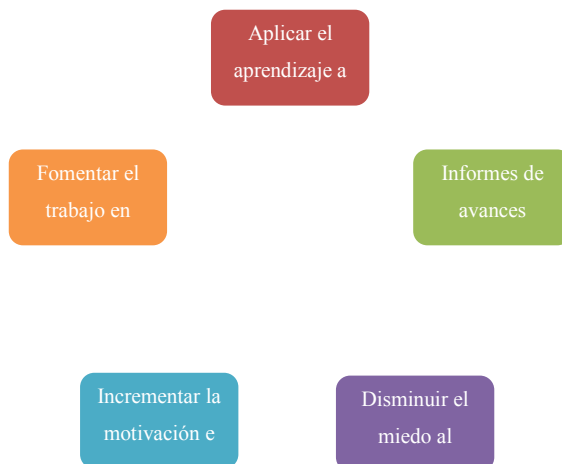 Aplicar el
aprendizaje a
Fomentar el
trabajo en
Informes de
avances
Incrementar la
motivación e
Disminuir el
miedo al